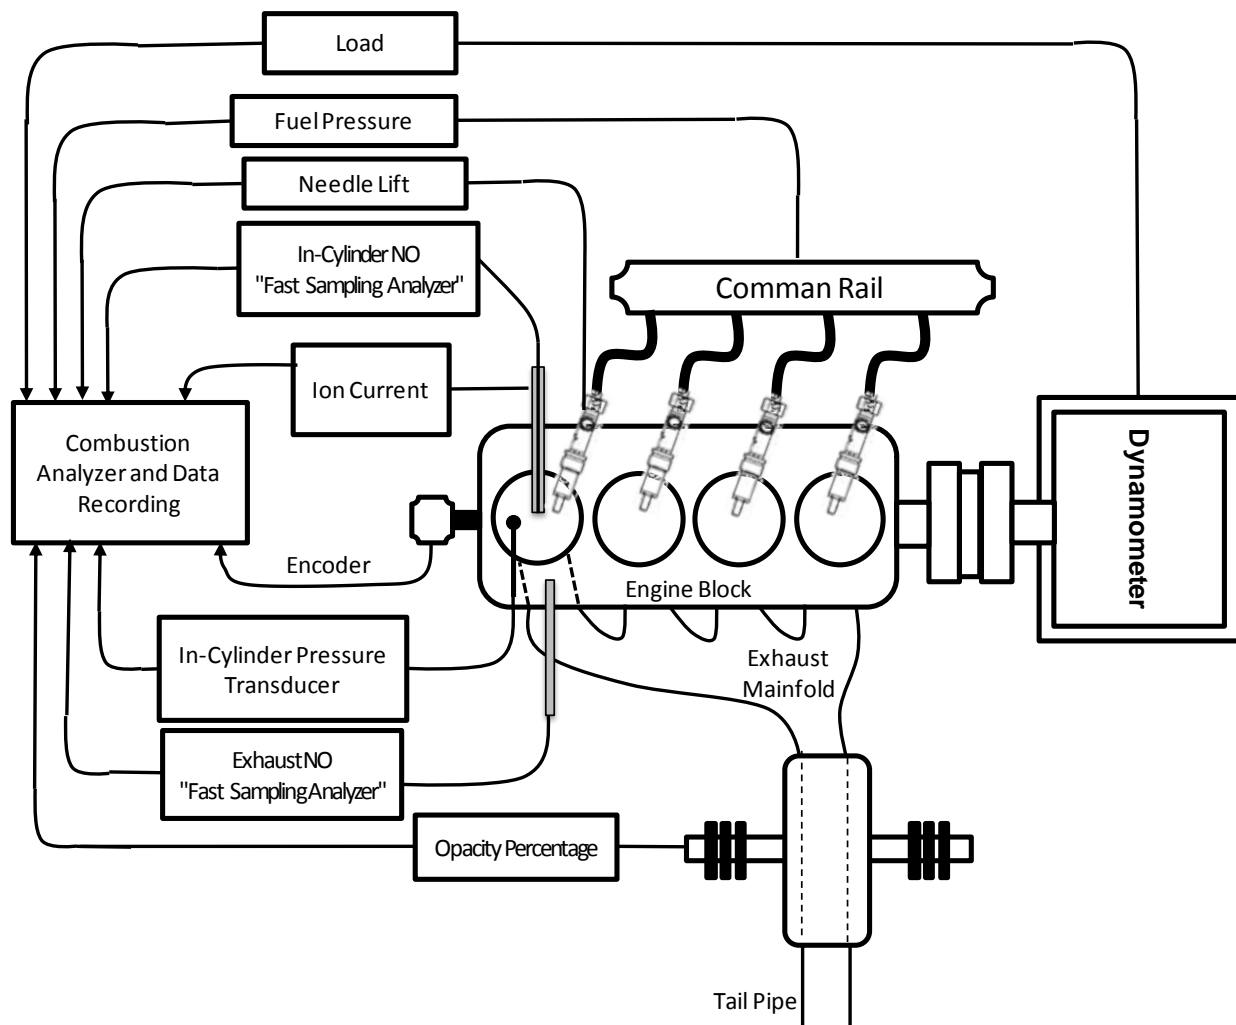 Load
Fuel Pressure
Needle Lift
In-Cylinder NO
"Fast Sampling Analyzer"
Comman Rail
Ion Current
Combustion
Analyzer and Data
Recording
Dynamometer
Encoder
Engine Block
In-Cylinder Pressure
Transducer
Exhaust
Mainfold
Exhaust NO
"Fast Sampling Analyzer"
Opacity Percentage
Tail Pipe